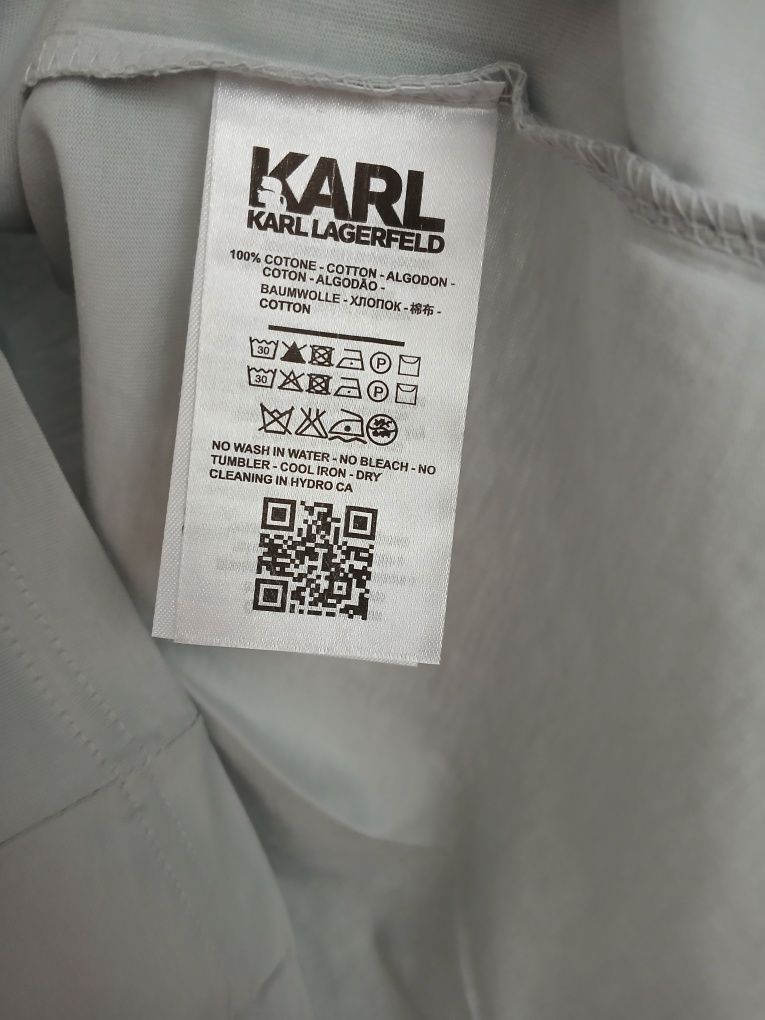 KARL
KARL LAGERFELD
100% COTONE - COTTON - ALGODON -
COTON - ALGODÃO -
BAUMWOLLE - ХЛОПОК - 棉布 -
COTTON
30 P
30 P
NO WASH IN WATER - NO BLEACH - NO
TUMBLER - COOL IRON - DRY
CLEANING IN HYDRO CA